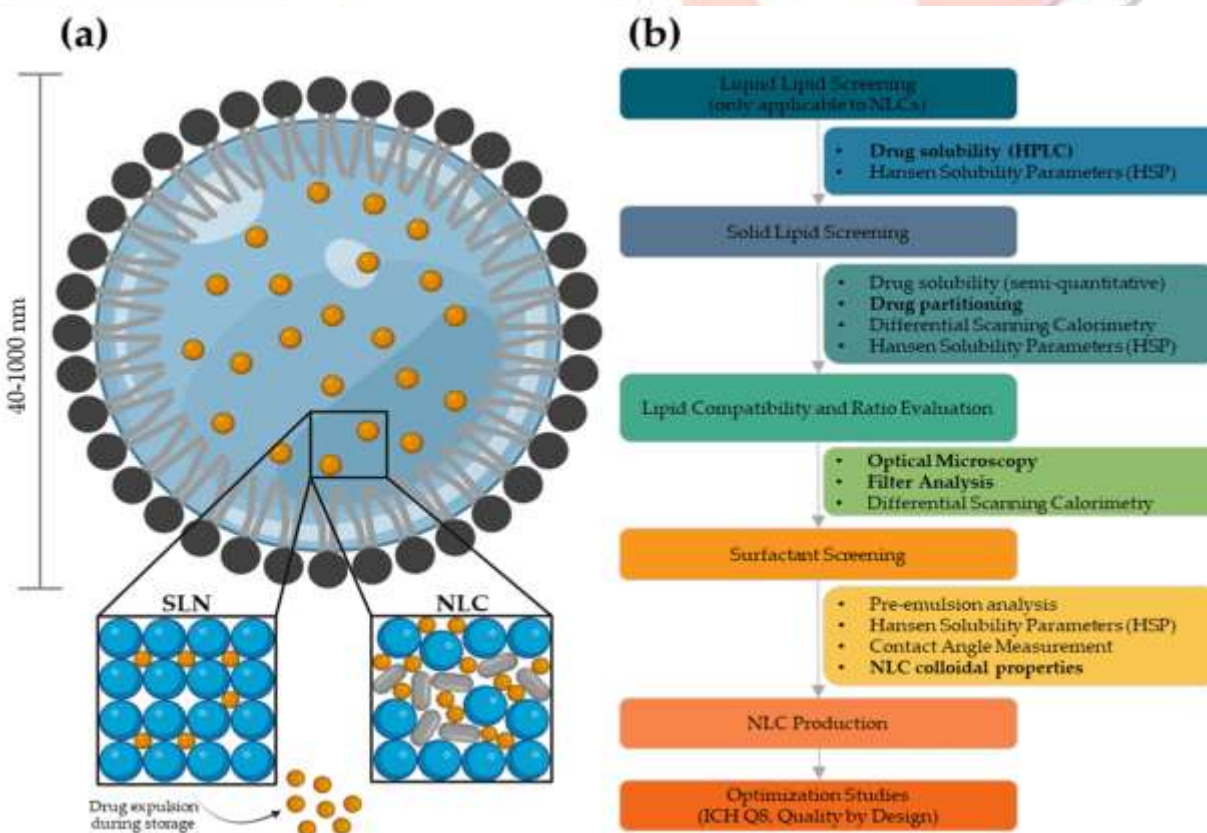 (a)
40-1000 nm
SLN
NLC
Drug expulsion
during storage
(b)
Liquid Lipid Screening
(only applicable to NLCs)
• Drug solubility (HPLC)
• Hansen Solubility Parameters (HSP)
Solid Lipid Screening
• Drug solubility (semi-quantitative)
• Drug partitioning
• Differential Scanning Calorimetry
• Hansen Solubility Parameters (HSP)
Lipid Compatibility and Ratio Evaluation
• Optical Microscopy
• Filter Analysis
• Differential Scanning Calorimetry
Surfactant Screening
• Pre-emulsion analysis
• Hansen Solubility Parameters (HSP)
• Contact Angle Measurement
• NLC colloidal properties
NLC Production
Optimization Studies
(ICH Q8, Quality by Design)